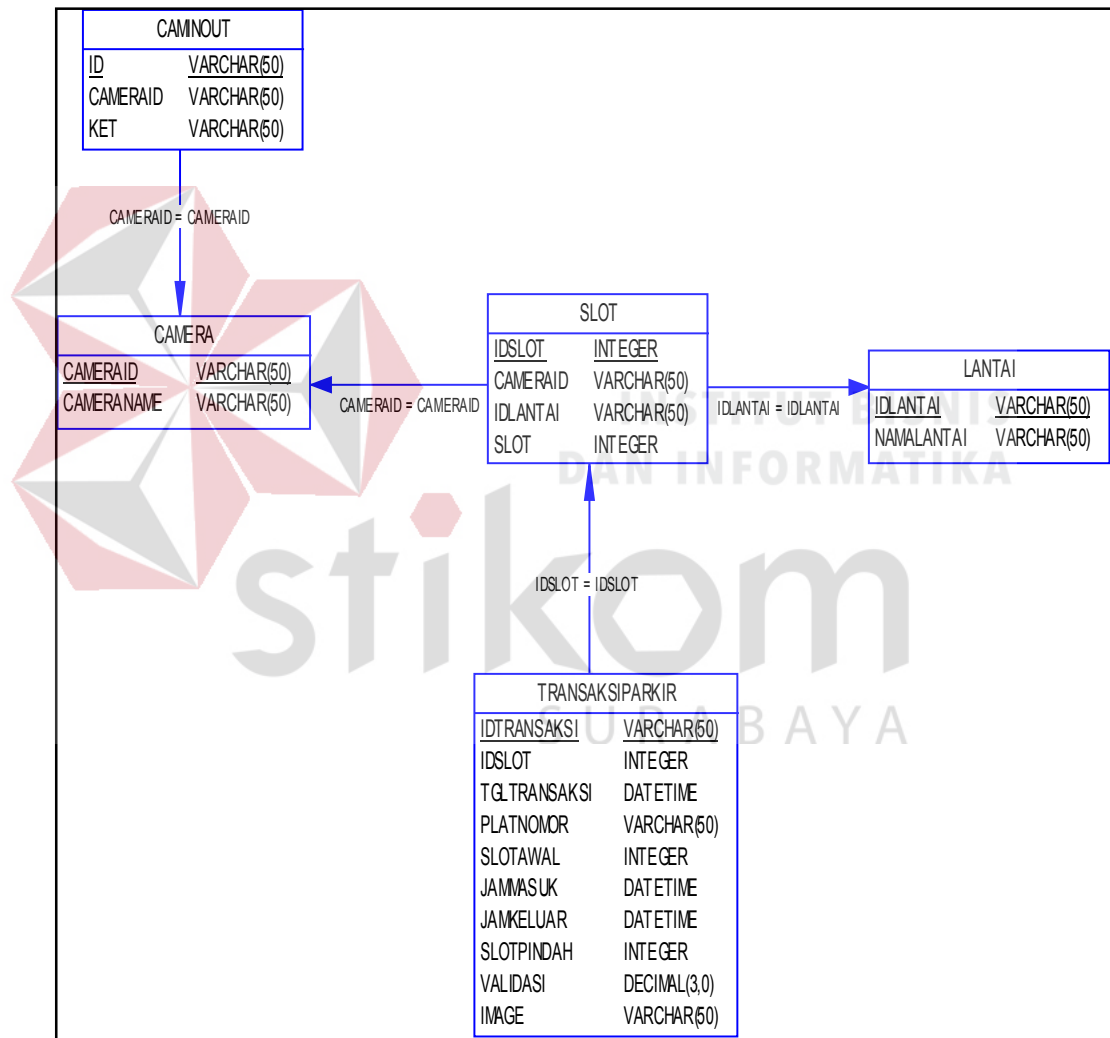 CAMINOUT
ID VARCHAR(50)
CAMERAID VARCHAR(50)
KET VARCHAR(50)
CAMERAID = CAMERAID
CAMERA
CAMERAID VARCHAR(50)
CAMERANAME VARCHAR(50)
CAMERAID = CAMERAID
SLOT
IDSLOT INTEGER
CAMERAID VARCHAR(50)
IDLANTAI VARCHAR(50)
SLOT INTEGER
IDLANTAI = IDLANTAI
LANTAI
IDLANTAI VARCHAR(50)
NAMALANTAI VARCHAR(50)
INSTITUT BISNIS
DAN INFORMATIKA
stikom
SURABAYA
IDSLOT = IDSLOT
TRANSAKSIPARKIR
IDTRANSAKSI VARCHAR(50)
IDSLOT INTEGER
TGLTRANSAKSI DATETIME
PLATNOMOR VARCHAR(50)
SLOTAWAL INTEGER
JAMMASUK DATETIME
JAMKELUAR DATETIME
SLOTPINDAH INTEGER
VALIDASI DECIMAL(3,0)
IMAGE VARCHAR(50)